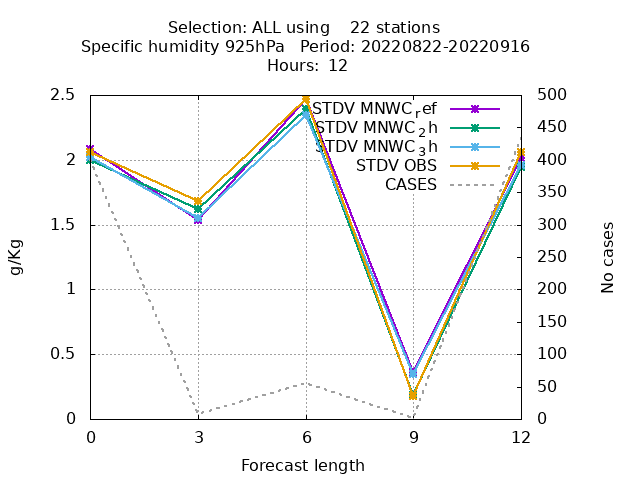 Selection: ALL using    22 stations
Specific humidity 925hPa   Period: 20220822-20220916
Hours:  12
2.5
2
1.5
1
0.5
0
500
450
400
350
300
250
200
150
100
50
0
0
3
6
9
12
g/Kg
No cases
Forecast length
STDV MNWC_ref
STDV MNWC_2h
STDV MNWC_3h
STDV OBS
CASES